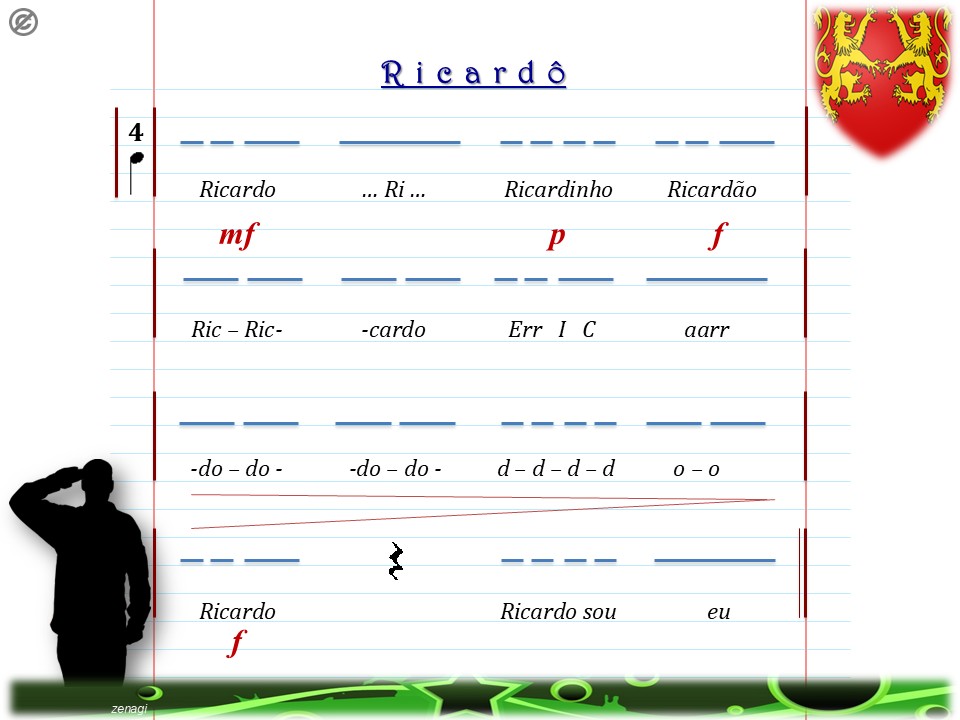 R i c a r d ô
4
Ricardo ... Ri ... Ricardinho Ricardão
mf p f
Ric – Ric- -cardo Err I C aarr
-do – do - -do – do - d – d – d – d o – o
Ricardo Ricardo sou eu
f
zenagi